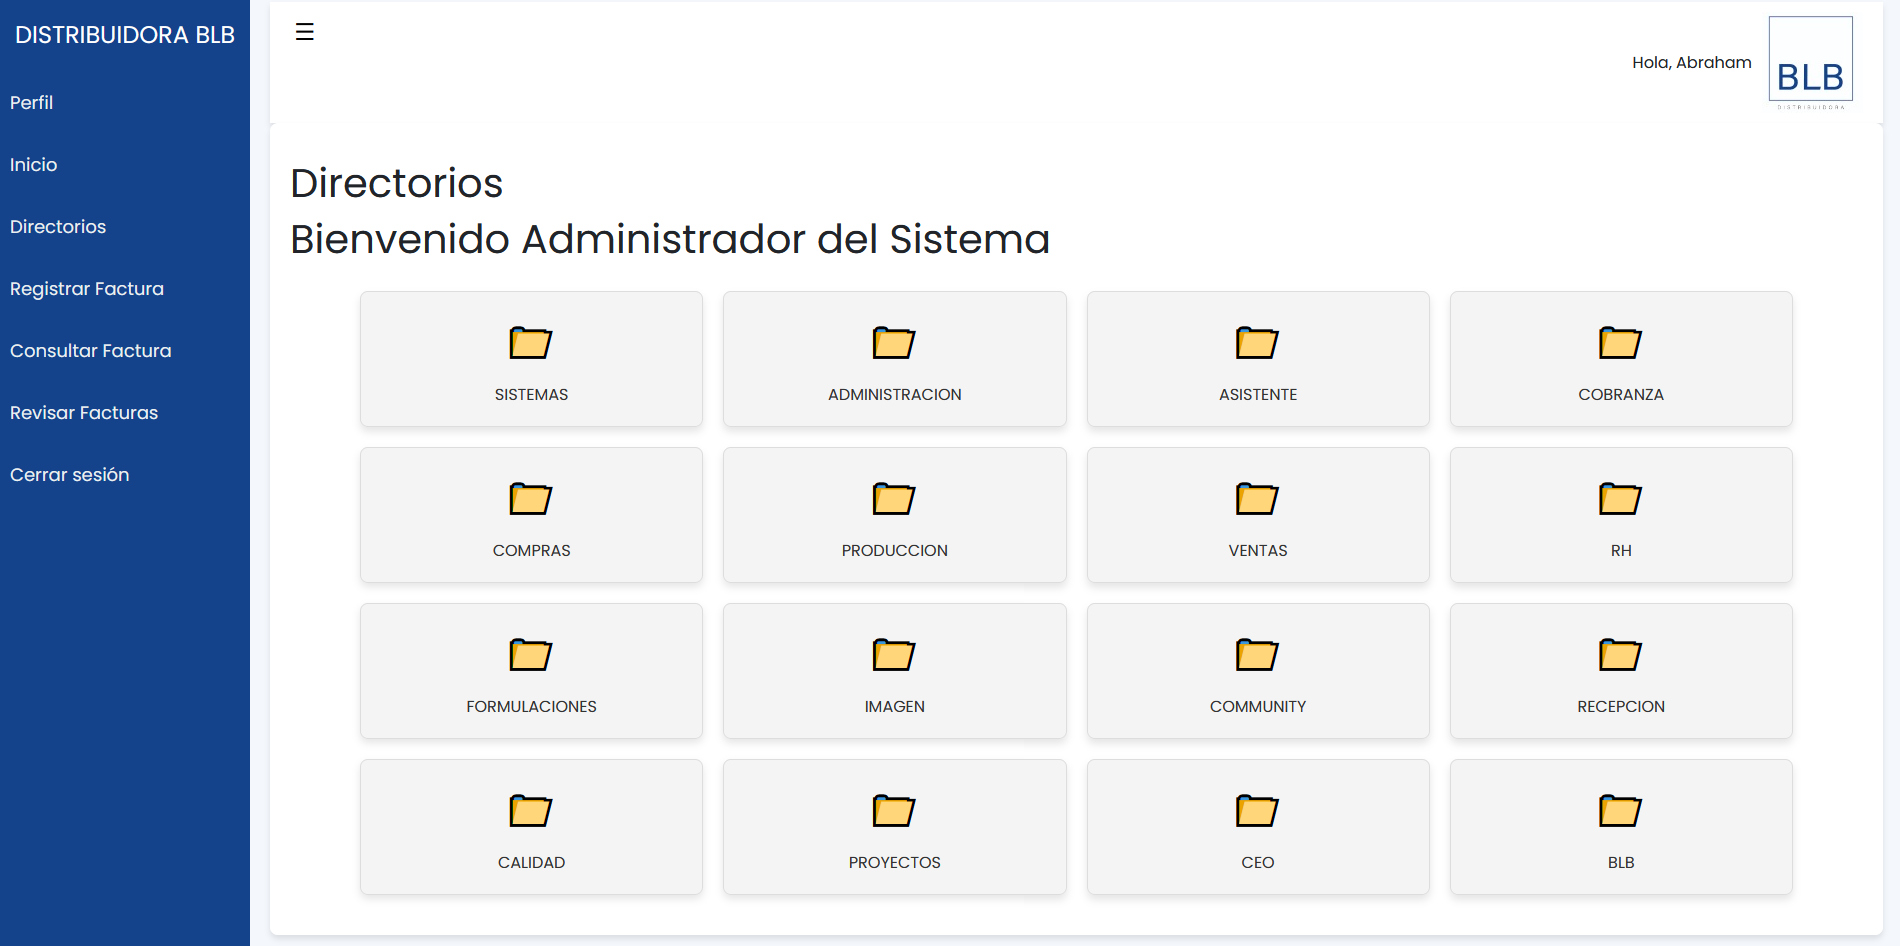 DISTRIBUIDORA BLB
Perfil
Inicio
Directorios
Registrar Factura
Consultar Factura
Revisar Facturas
Cerrar sesión
Hola, Abraham
BLB
DISTRIBUIDORA
Directorios
Bienvenido Administrador del Sistema
SISTEMAS
ADMINISTRACION
ASISTENTE
COBRANZA
COMPRAS
PRODUCCION
VENTAS
RH
FORMULACIONES
IMAGEN
COMMUNITY
RECEPCION
CALIDAD
PROYECTOS
CEO
BLB